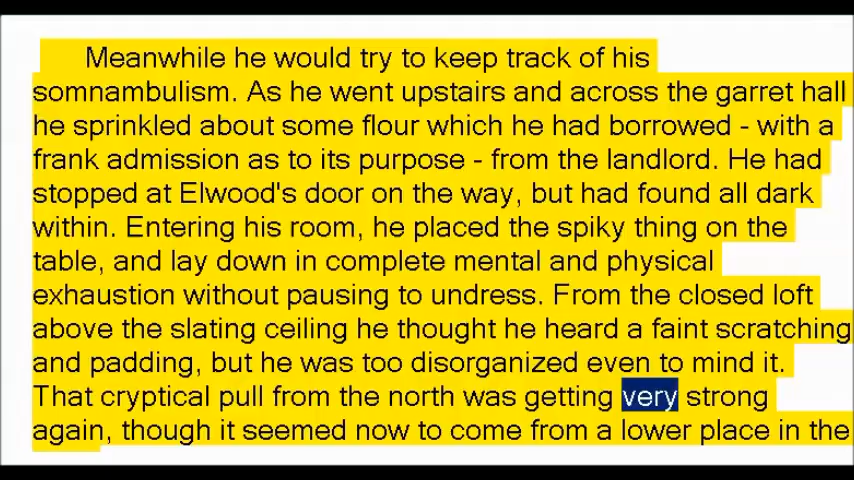 Meanwhile he would try to keep track of his
somnambulism. As he went upstairs and across the garret hall
he sprinkled about some flour which he had borrowed - with a
frank admission as to its purpose - from the landlord. He had
stopped at Elwood's door on the way, but had found all dark
within. Entering his room, he placed the spiky thing on the
table, and lay down in complete mental and physical
exhaustion without pausing to undress. From the closed loft
above the slating ceiling he thought he heard a faint scratching
and padding, but he was too disorganized even to mind it.
That cryptical pull from the north was getting very strong
again, though it seemed now to come from a lower place in the